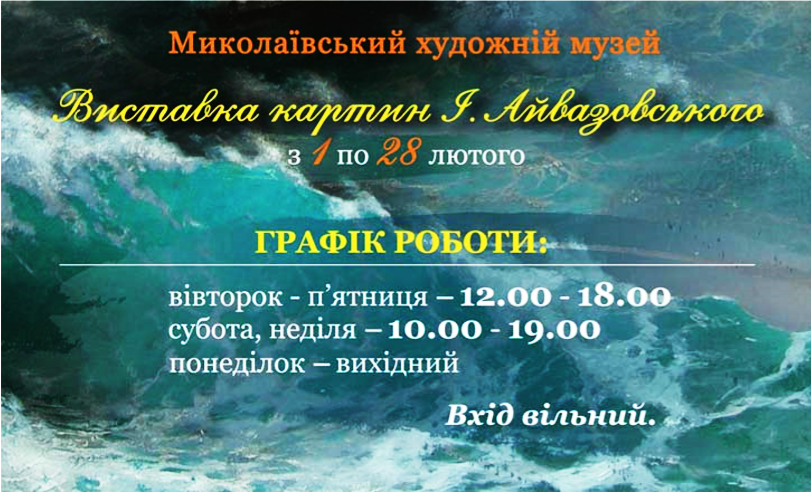 Миколаївський художній музей
Виставка картин І. Айвазовського
з 1 по 28 лютого
ГРАФІК РОБОТИ:
вівторок - п’ятниця – 12.00 - 18.00
субота, неділя – 10.00 - 19.00
понеділок – вихідний
Вхід вільний.